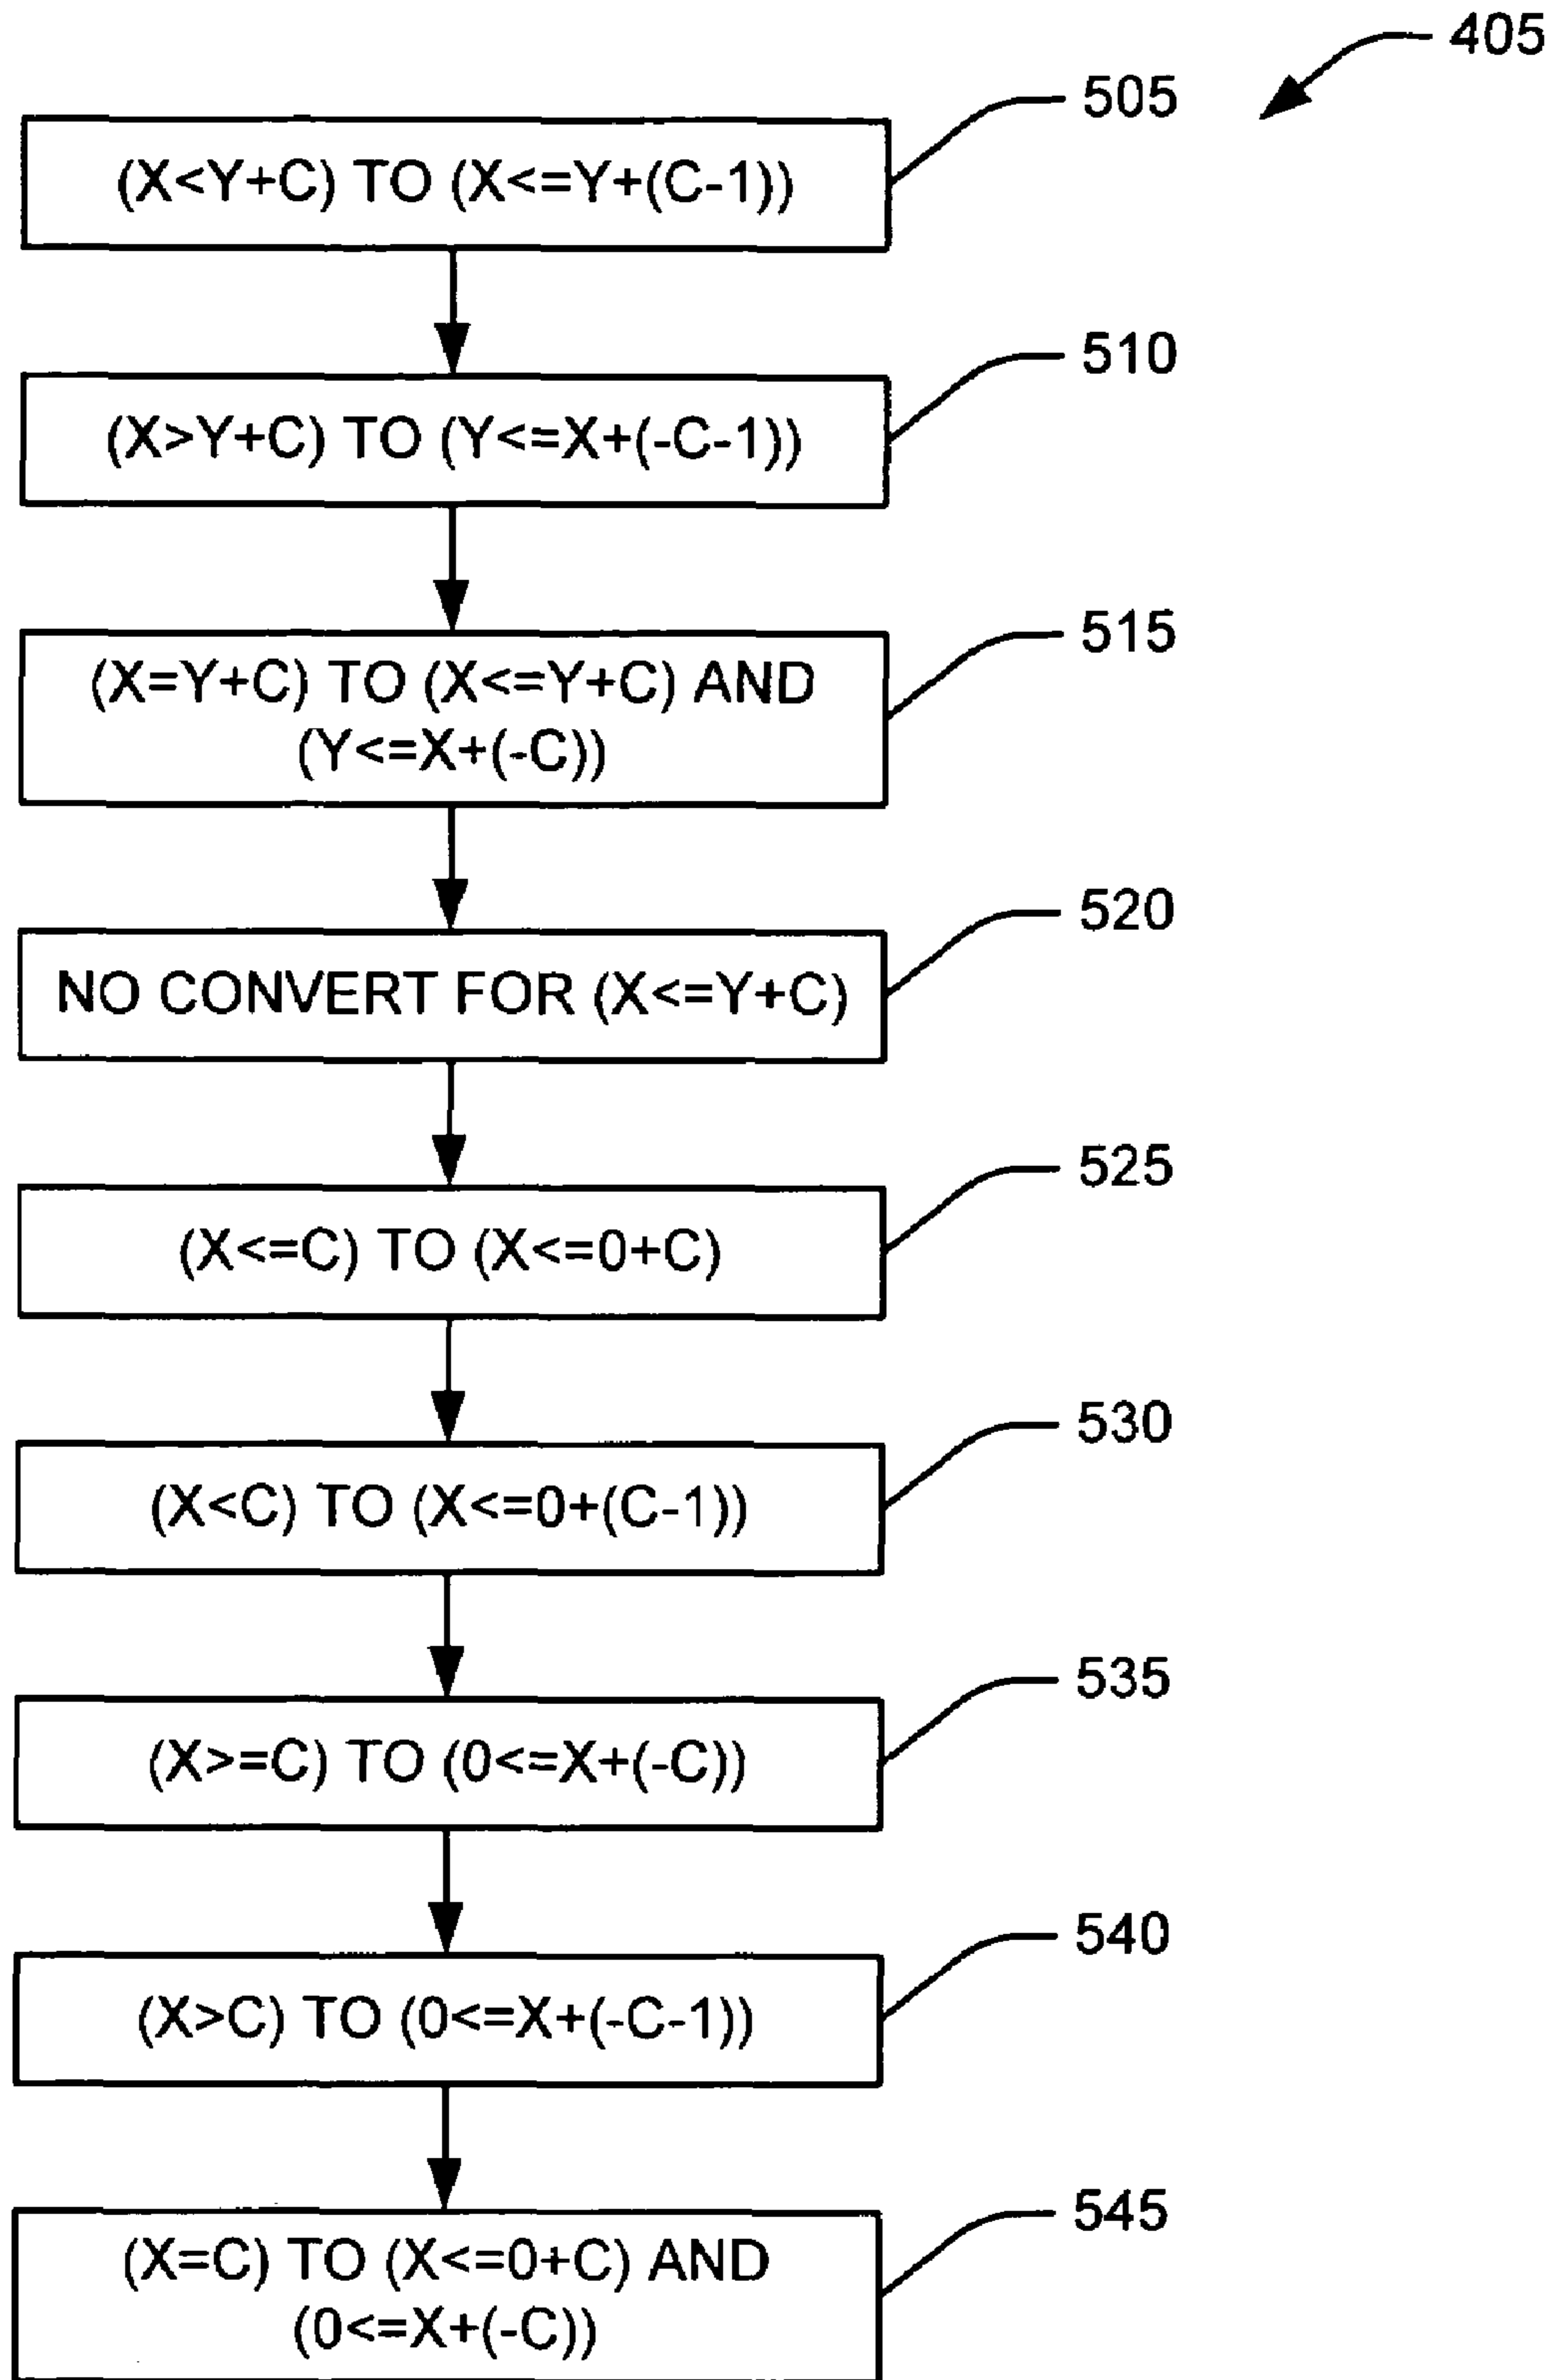 405
505
(X<Y+C) TO (X<=Y+(C-1))
510
(X>Y+C) TO (Y<=X+(-C-1))
515
(X=Y+C) TO (X<=Y+C) AND
(Y<=X+(-C))
520
NO CONVERT FOR (X<=Y+C)
525
(X<=C) TO (X<=0+C)
530
(X<C) TO (X<=0+(C-1))
535
(X>=C) TO (0<=X+(-C))
540
(X>C) TO (0<=X+(-C-1))
545
(X=C) TO (X<=0+C) AND
(0<=X+(-C))